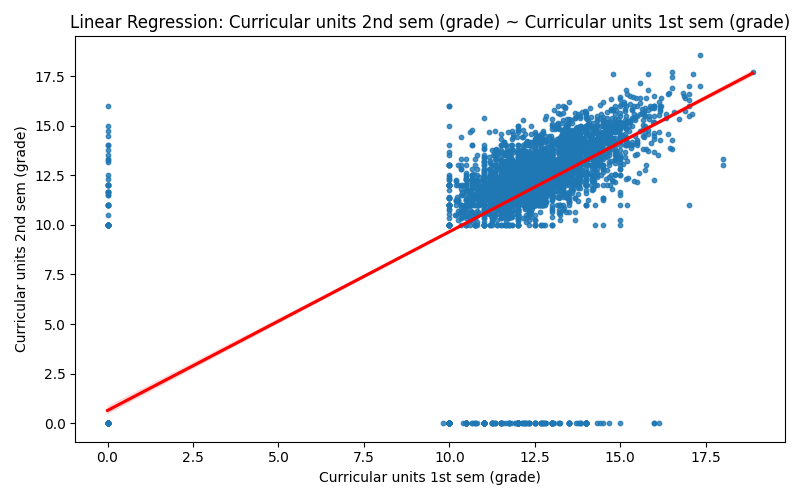 Linear Regression: Curricular units 2nd sem (grade) ~ Curricular units 1st sem (grade)
Curricular units 2nd sem (grade)
17.5
15.0
12.5
10.0
7.5
5.0
2.5
0.0
0.0 2.5 5.0 7.5 10.0 12.5 15.0 17.5
Curricular units 1st sem (grade)